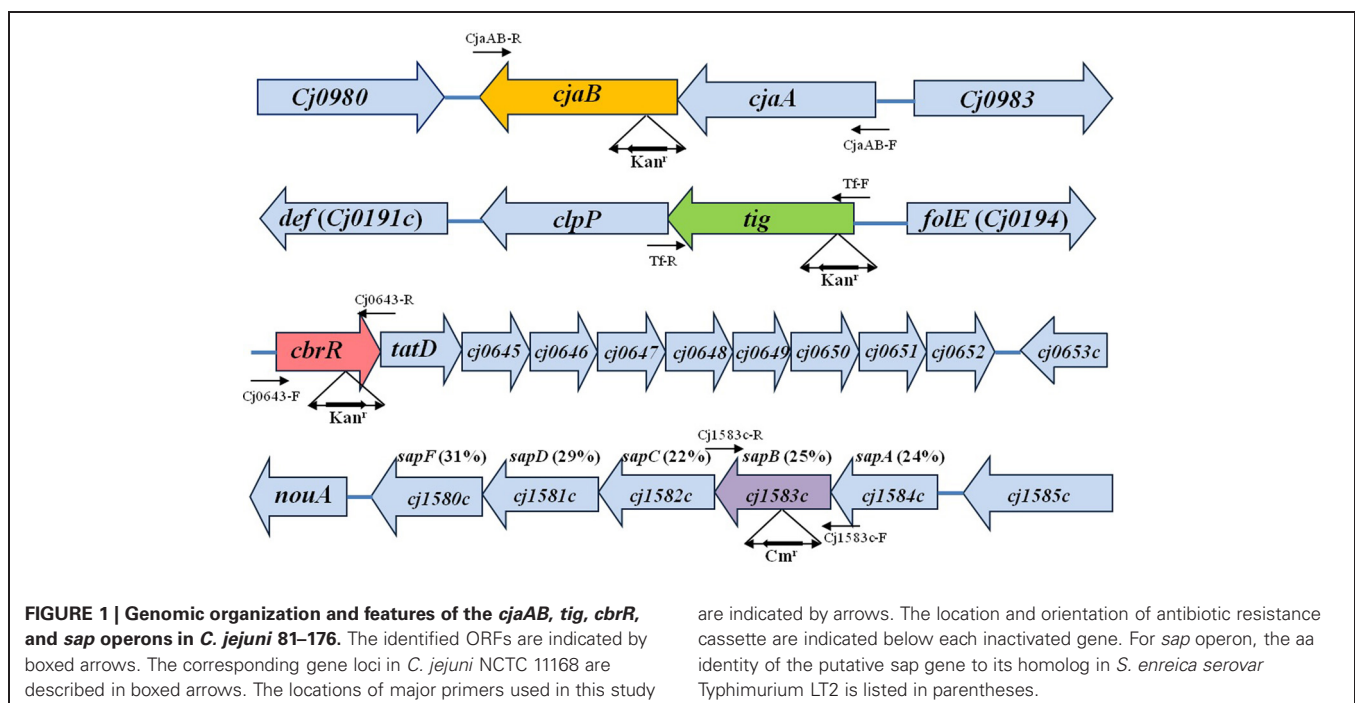 CjaAB-R
Cj0980 cjaB cjaA Cj0983
Kanʳ
CjaAB-F
Tf-F
def (Cj0191c) clpP tig folE (Cj0194)
Tf-R
Kanʳ
Cj0643-R
cbrR tatD cj0645 cj0646 cj0647 cj0648 cj0649 cj0650 cj0651 cj0652 cj0653c
Cj0643-F
Kanʳ
Cj1583c-R
sapF (31%) sapD (29%) sapC (22%) sapB (25%) sapA (24%)
nouA cj1580c cj1581c cj1582c cj1583c cj1584c cj1585c
Cj1583c-F
Cmʳ
FIGURE 1 | Genomic organization and features of the cjaAB, tig, cbrR,
and sap operons in C. jejuni 81–176. The identified ORFs are indicated by
boxed arrows. The corresponding gene loci in C. jejuni NCTC 11168 are
described in boxed arrows. The locations of major primers used in this study
are indicated by arrows. The location and orientation of antibiotic resistance
cassette are indicated below each inactivated gene. For sap operon, the aa
identity of the putative sap gene to its homolog in S. enreica serovar
Typhimurium LT2 is listed in parentheses.